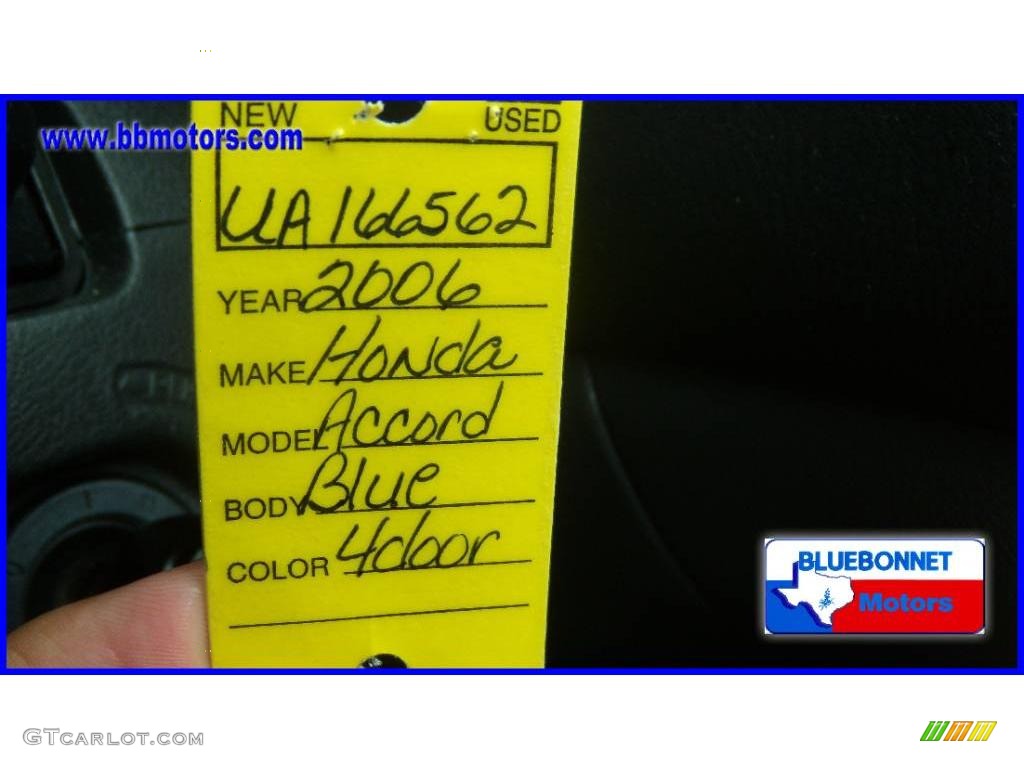 NEW USED
www.bbmotors.com
UA166562
YEAR 2006
MAKE Honda
MODEL Accord
BODY Blue
COLOR 4door
BLUEBONNET
Motors
GTCARLOT.COM